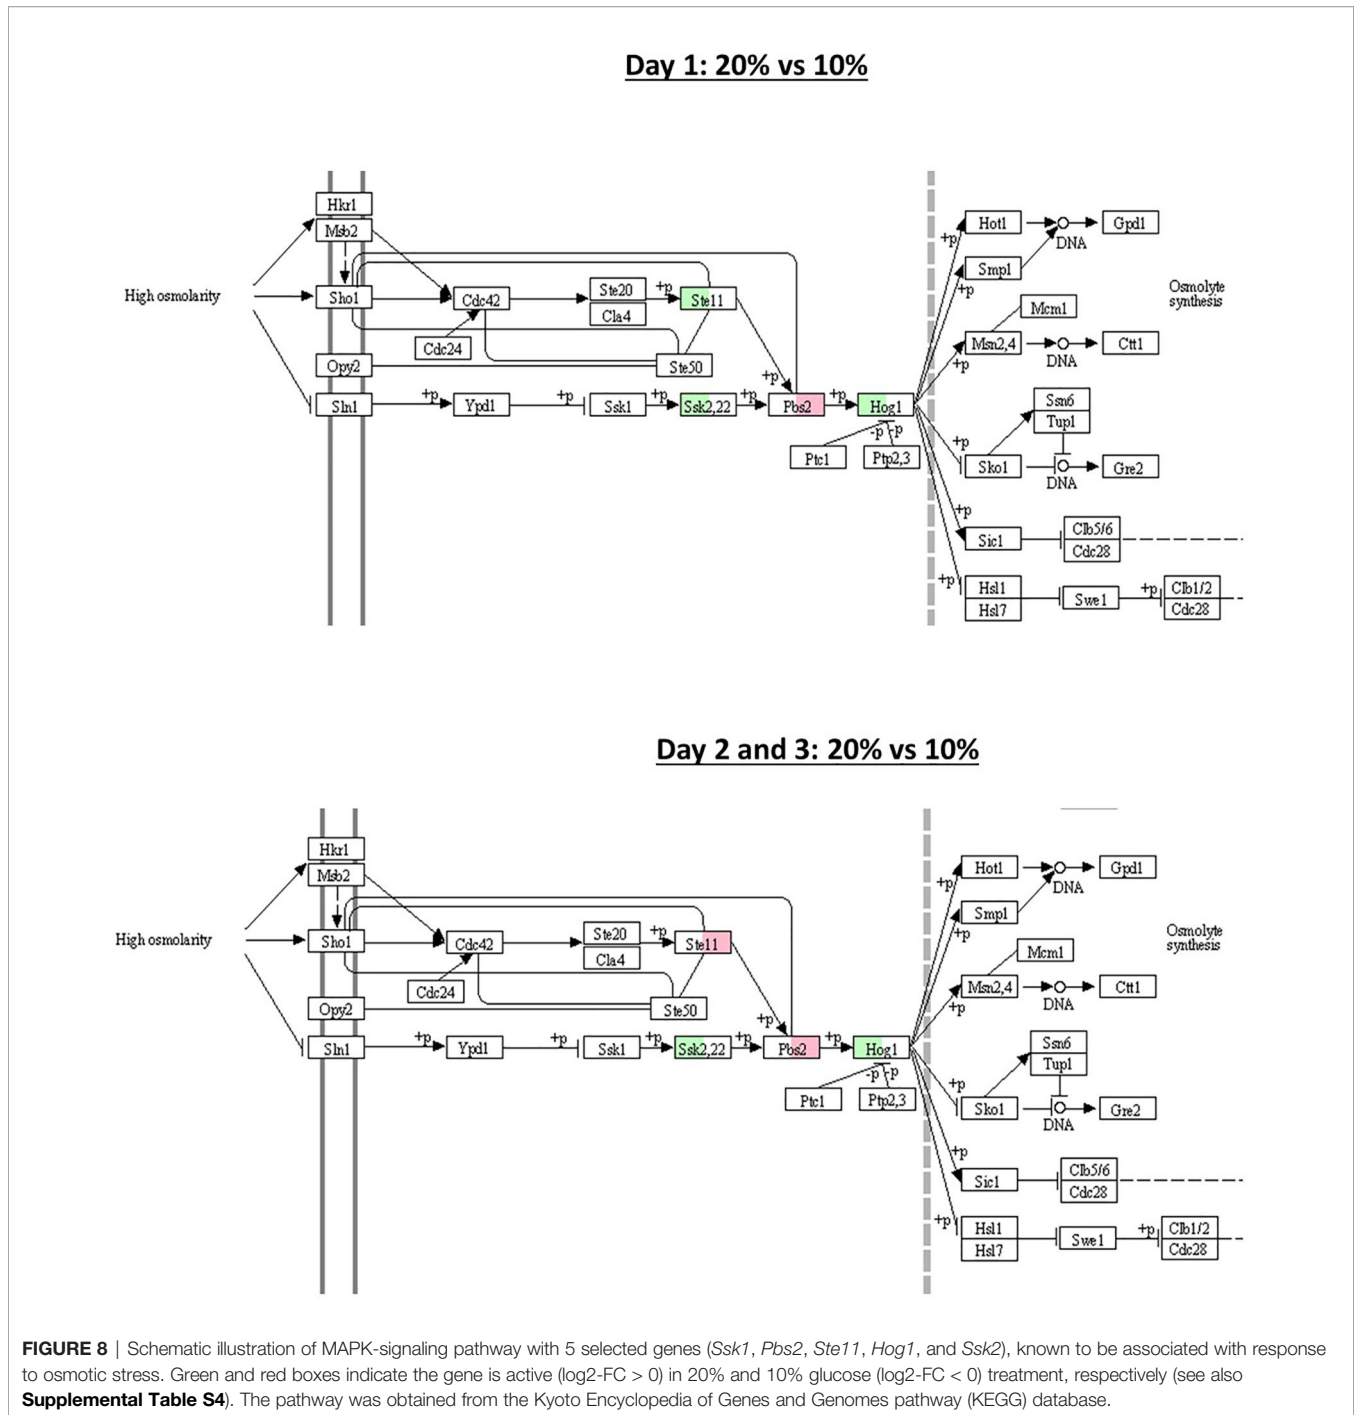 Day 1: 20% vs 10%
Hkr1
Msb2
High osmolarity
Sho1
Cdc42
Ste20
Cla4
+p
Ste11
Cdc24
Opy2
Ste50
Sln1
+p
Ypd1
+p
Ssk1
+p
Ssk2,22
+p
+p
Pbs2
+p
Hog1
-p
-p
Ptc1
Ptp2,3
+p
Hot1
DNA
Gpd1
+p
Smp1
Osmolyte
synthesis
Mcm1
+p
Msn2,4
DNA
Ctt1
Ssn6
Tup1
+p
Sko1
DNA
Gre2
+p
Sic1
Clb5/6
Cdc28
+p
Hsl1
Hsl7
Swe1
+p
Clb1/2
Cdc28
Day 2 and 3: 20% vs 10%
Hkr1
Msb2
High osmolarity
Sho1
Cdc42
Ste20
Cla4
+p
Ste11
Cdc24
Opy2
Ste50
Sln1
+p
Ypd1
+p
Ssk1
+p
Ssk2,22
+p
+p
Pbs2
+p
Hog1
-p
-p
Ptc1
Ptp2,3
+p
Hot1
DNA
Gpd1
+p
Smp1
Osmolyte
synthesis
Mcm1
+p
Msn2,4
DNA
Ctt1
Ssn6
Tup1
+p
Sko1
DNA
Gre2
+p
Sic1
Clb5/6
Cdc28
+p
Hsl1
Hsl7
Swe1
+p
Clb1/2
Cdc28
FIGURE 8 | Schematic illustration of MAPK-signaling pathway with 5 selected genes (Ssk1, Pbs2, Ste11, Hog1, and Ssk2), known to be associated with response
to osmotic stress. Green and red boxes indicate the gene is active (log2-FC > 0) in 20% and 10% glucose (log2-FC < 0) treatment, respectively (see also
Supplemental Table S4). The pathway was obtained from the Kyoto Encyclopedia of Genes and Genomes pathway (KEGG) database.